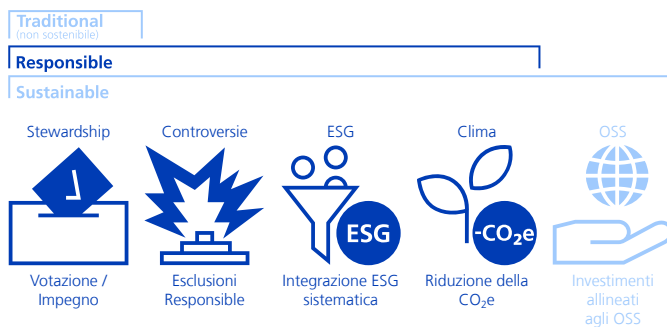 Traditional
(non sostenibile)
Responsible
Sustainable
Stewardship
Controversie
ESG
Clima
OSS
ESG
-CO₂e
Votazione /
Impegno
Esclusioni
Responsible
Integrazione ESG
sistematica
Riduzione della
CO₂e
Investimenti
allineati
agli OSS